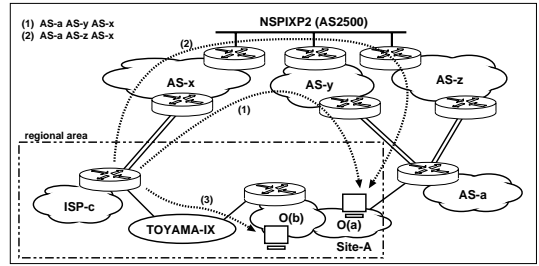 NSPIXP2 (AS2500)
(1) AS-a AS-y AS-x
(2) AS-a AS-z AS-x
(2)
AS-x
AS-y
AS-z
(1)
regional area
ISP-c
(3)
TOYAMA-IX
O(b)
O(a)
Site-A
AS-a